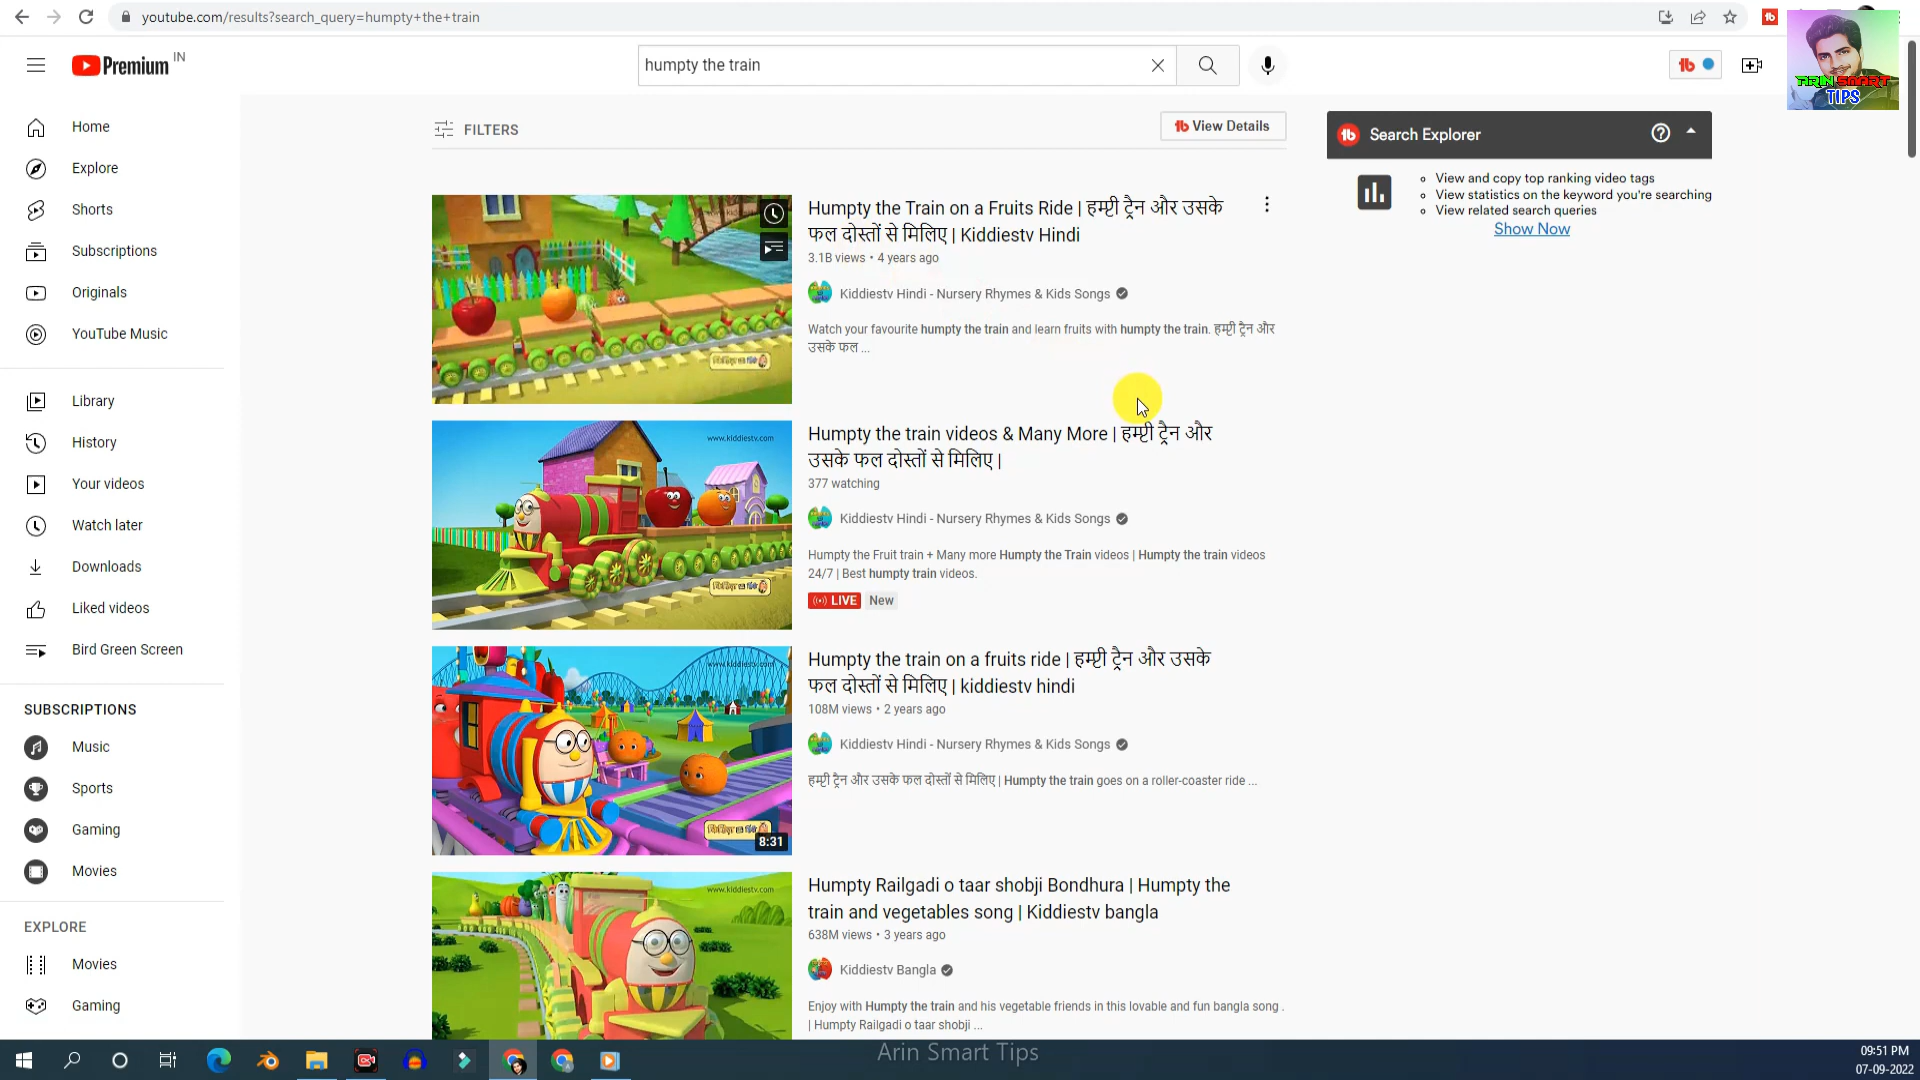 youtube.com/results?search_query=humpty+the+train
Premium IN
humpty the train
ARIN SMART
TIPS
Home
Explore
Shorts
Subscriptions
Originals
YouTube Music
Library
History
Your videos
Watch later
Downloads
Liked videos
Bird Green Screen
SUBSCRIPTIONS
Music
Sports
Gaming
Movies
EXPLORE
Movies
Gaming
FILTERS
View Details
Humpty the Train on a Fruits Ride | हम्प्टी ट्रैन और उसके
फल दोस्तों से मिलिए | Kiddiestv Hindi
3.1B views • 4 years ago
Kiddiestv Hindi - Nursery Rhymes & Kids Songs
Watch your favourite humpty the train and learn fruits with humpty the train. हम्प्टी ट्रैन और
उसके फल ...
www.kiddiestv.com
Humpty the train videos & Many More | हम्प्टी ट्रैन और
उसके फल दोस्तों से मिलिए |
377 watching
Kiddiestv Hindi - Nursery Rhymes & Kids Songs
Humpty the Fruit train + Many more Humpty the Train videos | Humpty the train videos
24/7 | Best humpty train videos.
LIVE New
www.kiddiestv.com
8:31
Humpty the train on a fruits ride | हम्प्टी ट्रैन और उसके
फल दोस्तों से मिलिए | kiddiestv hindi
108M views • 2 years ago
Kiddiestv Hindi - Nursery Rhymes & Kids Songs
हम्प्टी ट्रैन और उसके फल दोस्तों से मिलिए | Humpty the train goes on a roller-coaster ride ...
www.kiddiestv.com
Humpty Railgadi o taar shobji Bondhura | Humpty the
train and vegetables song | Kiddiestv bangla
638M views • 3 years ago
Kiddiestv Bangla
Enjoy with Humpty the train and his vegetable friends in this lovable and fun bangla song .
| Humpty Railgadi o taar shobji ...
Search Explorer
View and copy top ranking video tags
View statistics on the keyword you're searching
View related search queries
Show Now
Arin Smart Tips
09:51 PM
07-09-2022